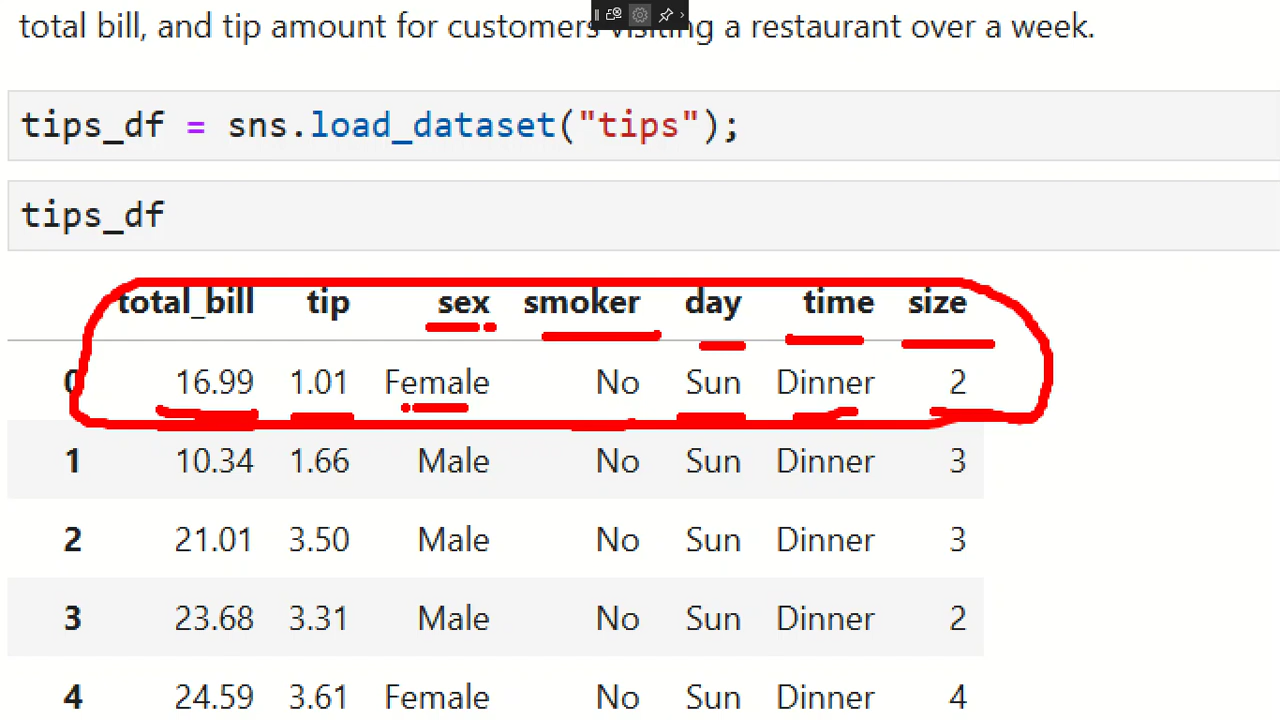 total bill, and tip amount for customers visiting a restaurant over a week.
tips_df = sns.load_dataset("tips");
tips_df
total_bill tip sex smoker day time size
0 16.99 1.01 Female No Sun Dinner 2
1 10.34 1.66 Male No Sun Dinner 3
2 21.01 3.50 Male No Sun Dinner 3
3 23.68 3.31 Male No Sun Dinner 2
4 24.59 3.61 Female No Sun Dinner 4